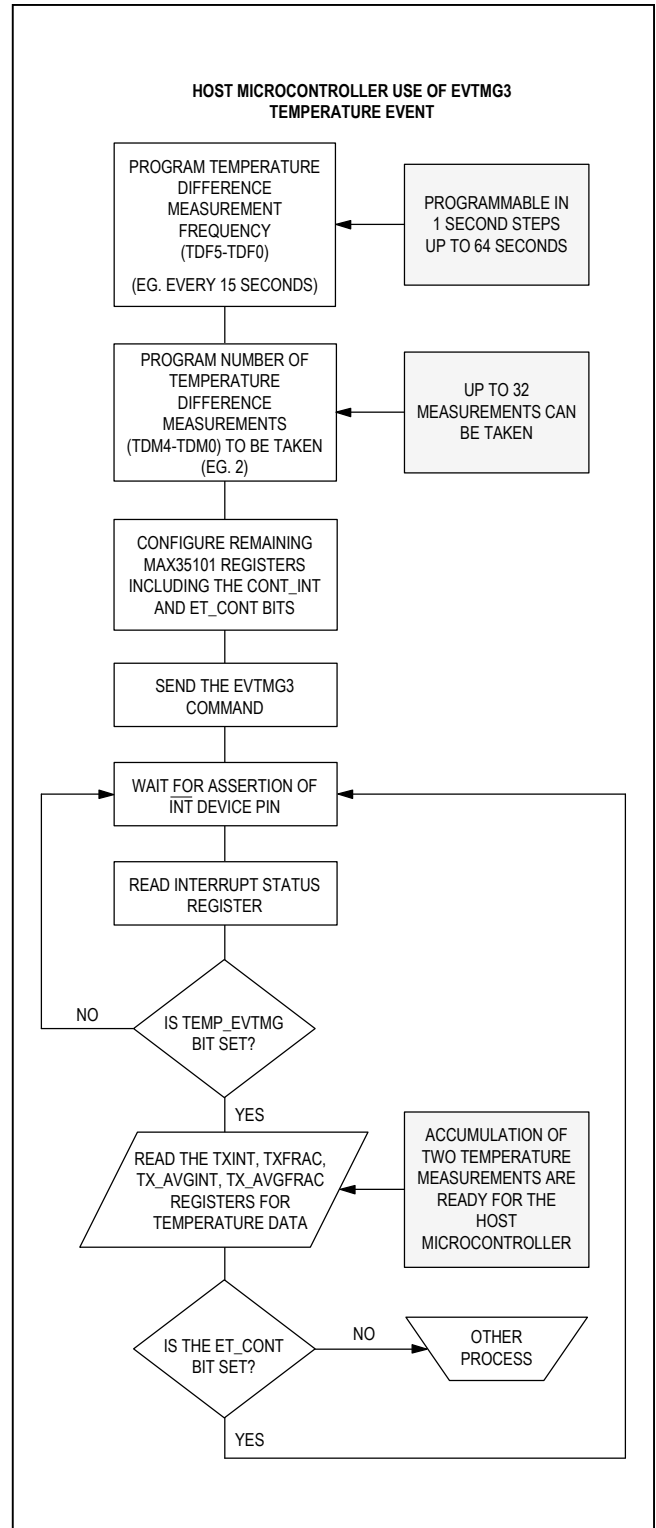 HOST MICROCONTROLLER USE OF EVTMG3
TEMPERATURE EVENT
PROGRAM TEMPERATURE
DIFFERENCE
MEASUREMENT
FREQUENCY
(TDF5-TDF0)
(EG. EVERY 15 SECONDS)
PROGRAMMABLE IN
1 SECOND STEPS
UP TO 64 SECONDS
PROGRAM NUMBER OF
TEMPERATURE
DIFFERENCE
MEASUREMENTS
(TDM4-TDM0) TO BE TAKEN
(EG. 2)
UP TO 32
MEASUREMENTS CAN
BE TAKEN
CONFIGURE REMAINING
MAX35101 REGISTERS
INCLUDING THE CONT_INT
AND ET_CONT BITS
SEND THE EVTMG3
COMMAND
WAIT FOR ASSERTION OF
INT DEVICE PIN
READ INTERRUPT STATUS
REGISTER
NO
IS TEMP_EVTMG
BIT SET?
YES
READ THE TXINT, TXFRAC,
TX_AVGINT, TX_AVGFRAC
REGISTERS FOR
TEMPERATURE DATA
ACCUMULATION OF
TWO TEMPERATURE
MEASUREMENTS ARE
READY FOR THE
HOST
MICROCONTROLLER
IS THE ET_CONT
BIT SET?
NO
OTHER
PROCESS
YES